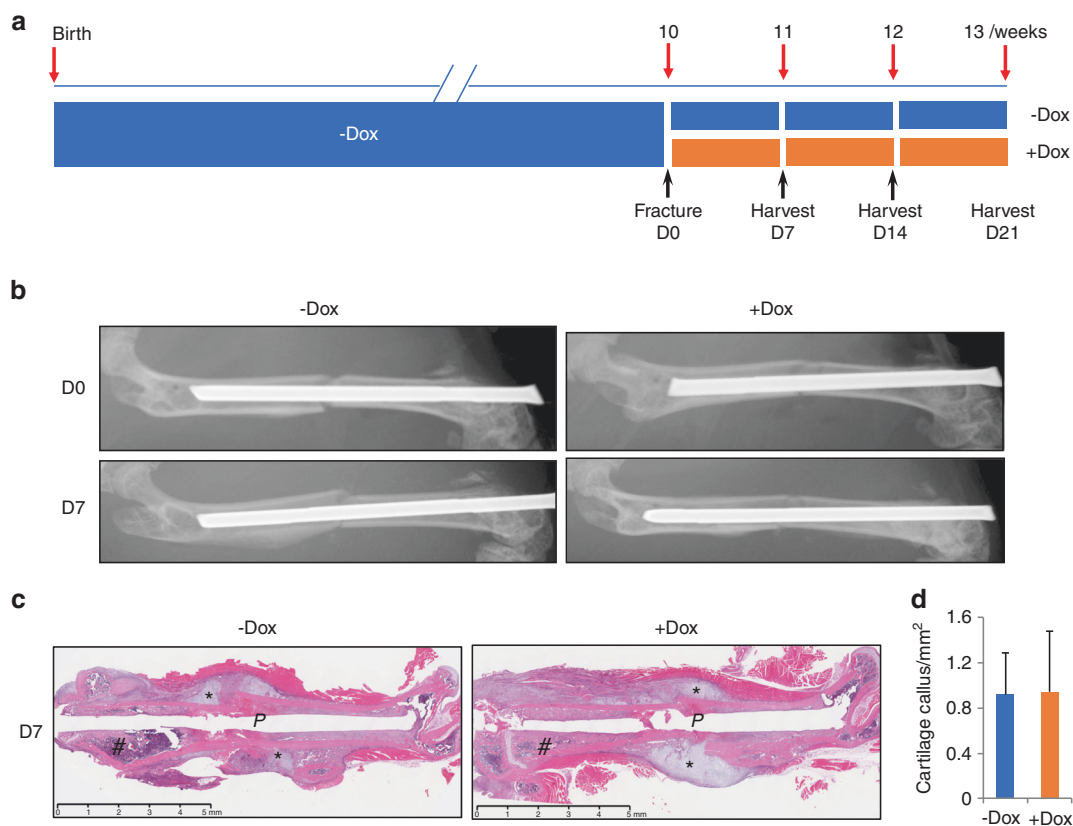 a
Birth
10
11
12
13 /weeks
-Dox
-Dox
+Dox
Fracture
D0
Harvest
D7
Harvest
D14
Harvest
D21
b
-Dox
+Dox
D0
D7
c
-Dox
+Dox
D7
*
P
#
*
0 1 2 3 4 5 mm
*
P
#
*
0 1 2 3 4 5 mm
d
Cartilage callus/mm²
1.6
1.2
0.8
0.4
0
-Dox +Dox